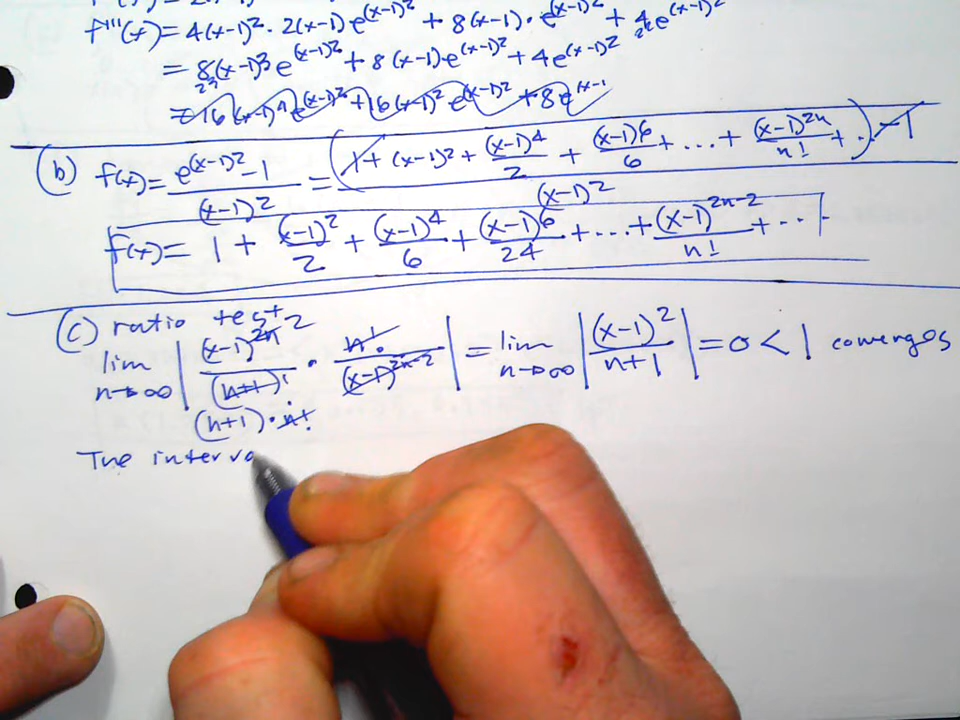 f'''(x) = 4(x-1)² · 2(x-1)e^(x-1)² + 8(x-1) · e^(x-1)² + 4e^(x-1)²
= 8(x-1)³e^(x-1)² + 8(x-1)·e^(x-1)² + 4e^(x-1)²
(b) f(x) = (e^(x-1)² - 1)/(x-1)² = ((1 + (x-1)² + (x-1)⁴/2 + (x-1)⁶/6 + ... + (x-1)^2n/n! + ...) - 1)/(x-1)²
f(x) = 1 + (x-1)²/2 + (x-1)⁴/6 + (x-1)⁶/24 + ... + (x-1)^(2n-2)/n! + ...
(c) ratio test
lim n→∞ |(x-1)^2n/(n+1)! · n!/(x-1)^(2n-2)| = lim n→∞ |(x-1)²/(n+1)| = 0 < 1 converges
(n+1)·n!
The interva